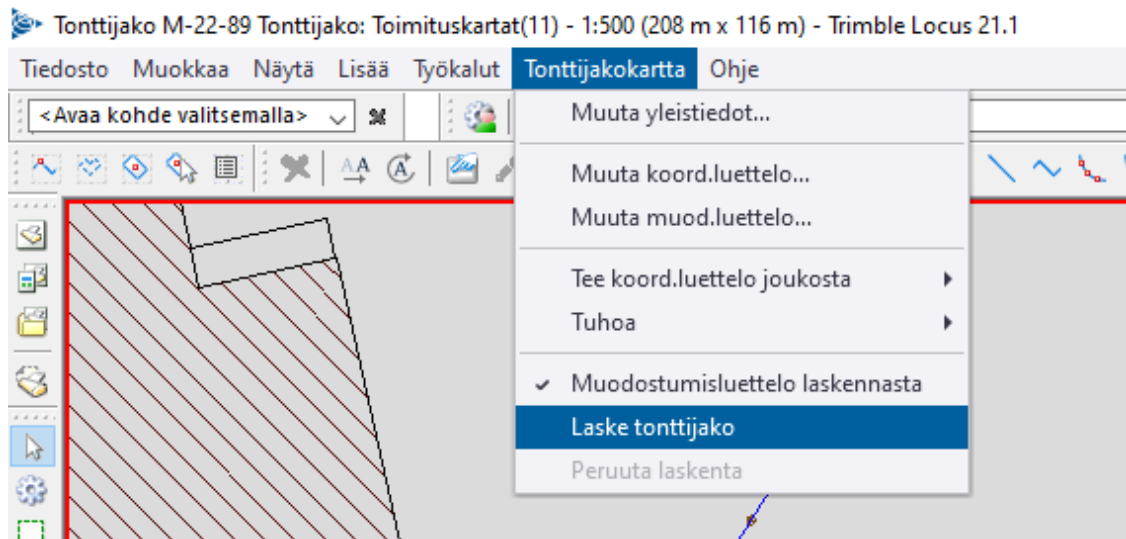 Tonttijako M-22-89 Tonttijako: Toimituskartat(11) - 1:500 (208 m x 116 m) - Trimble Locus 21.1
Tiedosto Muokkaa Näytä Lisää Työkalut Tonttijakokartta Ohje
<Avaa kohde valitsemalla>
Muuta yleistiedot...
Muuta koord.luettelo...
Muuta muod.luettelo...
Tee koord.luettelo joukosta
Tuhoa
Muodostumisluettelo laskennasta
Laske tonttijako
Peruuta laskenta